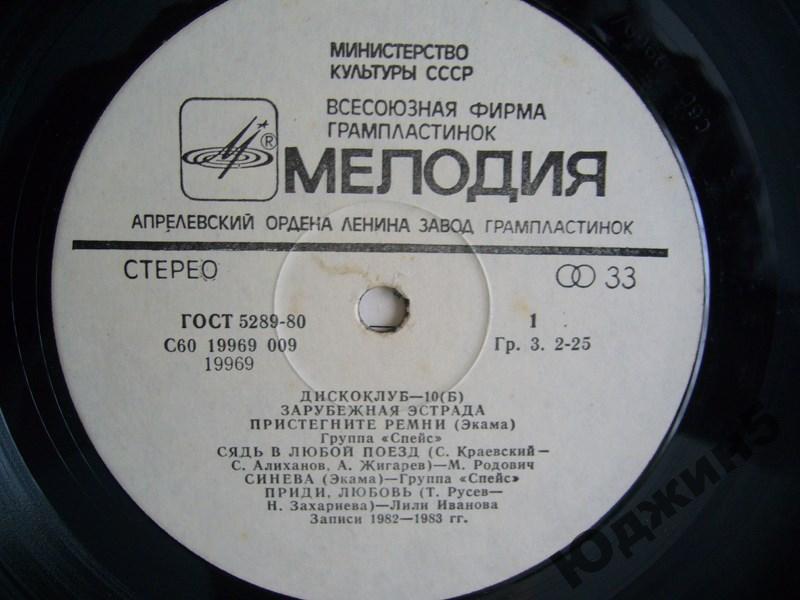 МИНИСТЕРСТВО
КУЛЬТУРЫ СССР
ВСЕСОЮЗНАЯ ФИРМА
ГРАМПЛАСТИНОК
®
МЕЛОДИЯ
АПРЕЛЕВСКИЙ ОРДЕНА ЛЕНИНА ЗАВОД ГРАМПЛАСТИНОК
СТЕРЕО
33
ГОСТ 5289-80
1
С60 19969 009
Гр. 3. 2-25
19969
ДИСКОКЛУБ—10(Б)
ЗАРУБЕЖНАЯ ЭСТРАДА
ПРИСТЕГНИТЕ РЕМНИ (Экама)
Группа «Спейс»
СЯДЬ В ЛЮБОЙ ПОЕЗД (С. Краевский—
С. Алиханов, А. Жигарев)—М. Родович
СИНЕВА (Экама)—Группа «Спейс»
ПРИДИ, ЛЮБОВЬ (Т. Русев—
Н. Захариева)—Лили Иванова
Записи 1982—1983 гг.
Юджин5